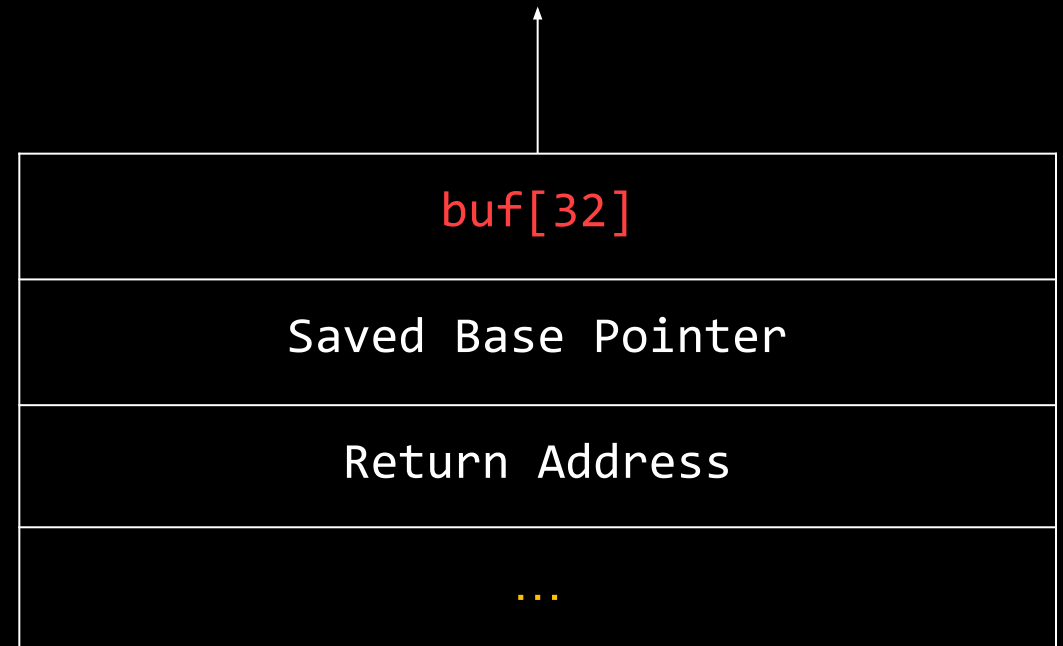 buf[32]
Saved Base Pointer
Return Address
...